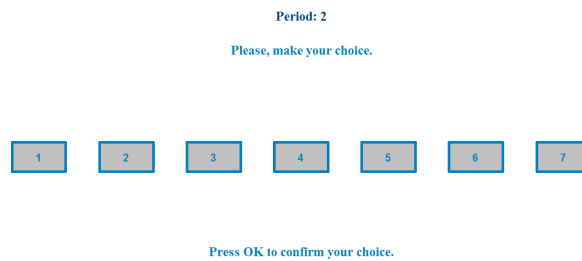 Period: 2
Please, make your choice.
1 2 3 4 5 6 7
Press OK to confirm your choice.